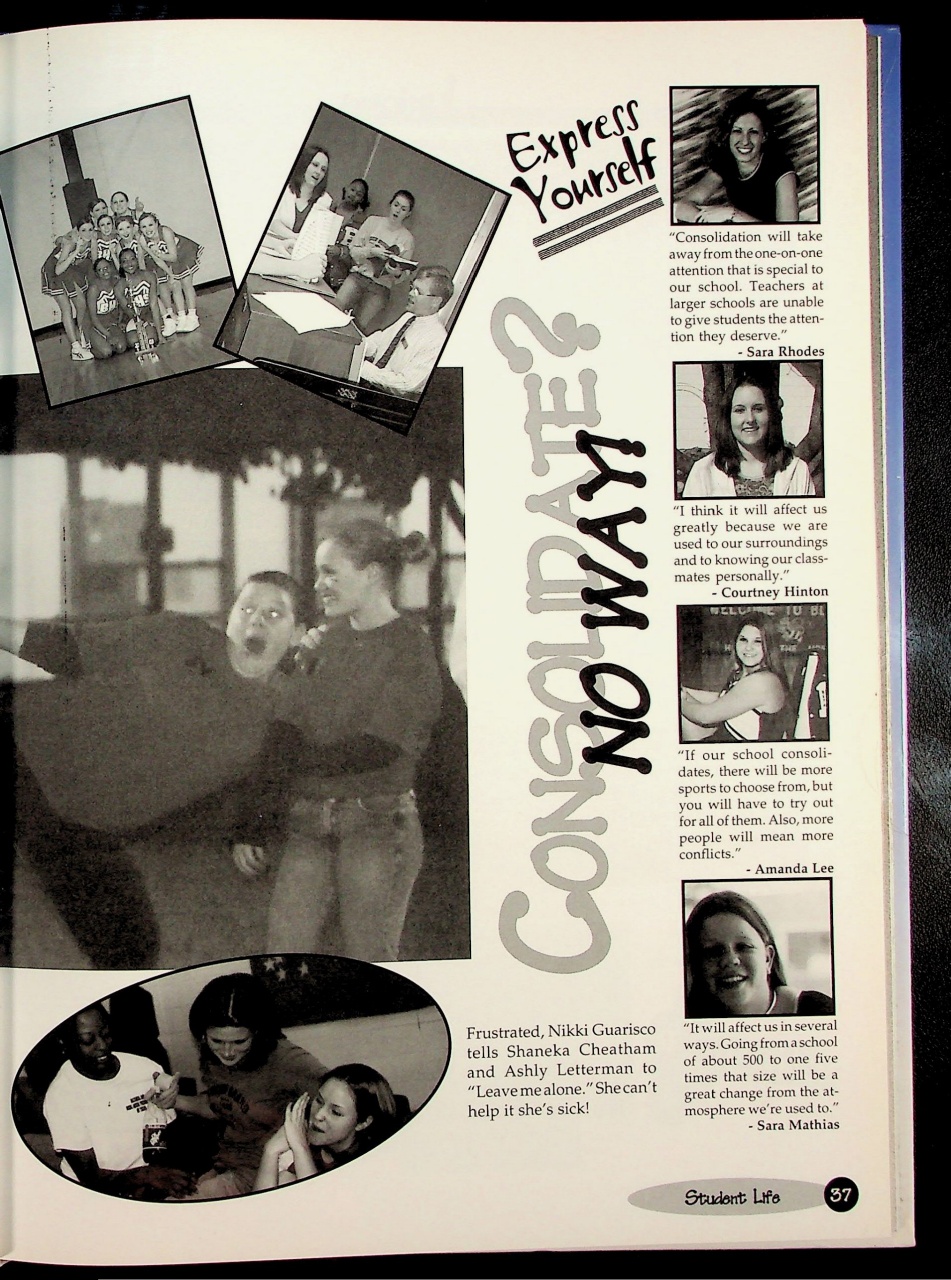 Express
Yourself
CONSOLIDATE?
NO WAY!
"Consolidation will take
away from the one-on-one
attention that is special to
our school. Teachers at
larger schools are unable
to give students the atten-
tion they deserve."
- Sara Rhodes
"I think it will affect us
greatly because we are
used to our surroundings
and to knowing our class-
mates personally."
- Courtney Hinton
WELCOME TO
THE
"If our school consoli-
dates, there will be more
sports to choose from, but
you will have to try out
for all of them. Also, more
people will mean more
conflicts."
- Amanda Lee
"It will affect us in several
ways. Going from a school
of about 500 to one five
times that size will be a
great change from the at-
mosphere we're used to."
- Sara Mathias
Frustrated, Nikki Guarisco
tells Shaneka Cheatham
and Ashly Letterman to
"Leave me alone." She can't
help it she's sick!
Student Life
37